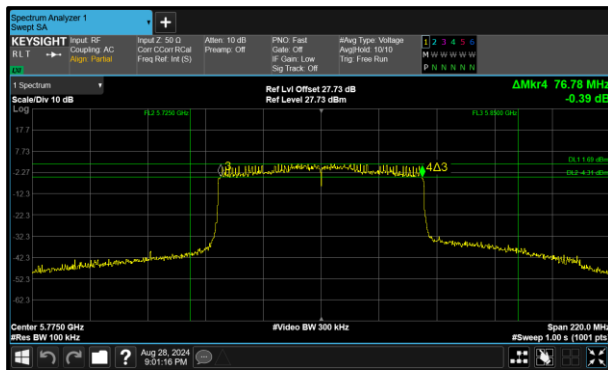 Spectrum Analyzer 1
Swept SA
+
KEYSIGHT
RLT
Input: RF
Coupling: AC
Align: Partial
Input Z: 50 Ω
Corr CCorr RCal
Freq Ref: Int (S)
Atten: 10 dB
Preamp: Off
PNO: Fast
Gate: Off
IF Gain: Low
Sig Track: Off
#Avg Type: Voltage
Avg|Hold: 10/10
Trig: Free Run
1 2 3 4 5 6
M W W W W W
P N N N N N
1 Spectrum
Scale/Div 10 dB
Ref Lvl Offset 27.73 dB
Ref Level 27.73 dBm
ΔMkr4 76.78 MHz
-0.39 dB
Log
FL2 5.7250 GHz
FL3 5.8500 GHz
17.7
7.73
DL1 1.69 dBm
3
4Δ3
-2.27
DL2 -4.31 dBm
-12.3
-22.3
-32.3
-42.3
-52.3
-62.3
Center 5.7750 GHz
#Video BW 300 kHz
Span 220.0 MHz
#Res BW 100 kHz
#Sweep 1.00 s (1001 pts)
?
Aug 28, 2024
9:01:16 PM